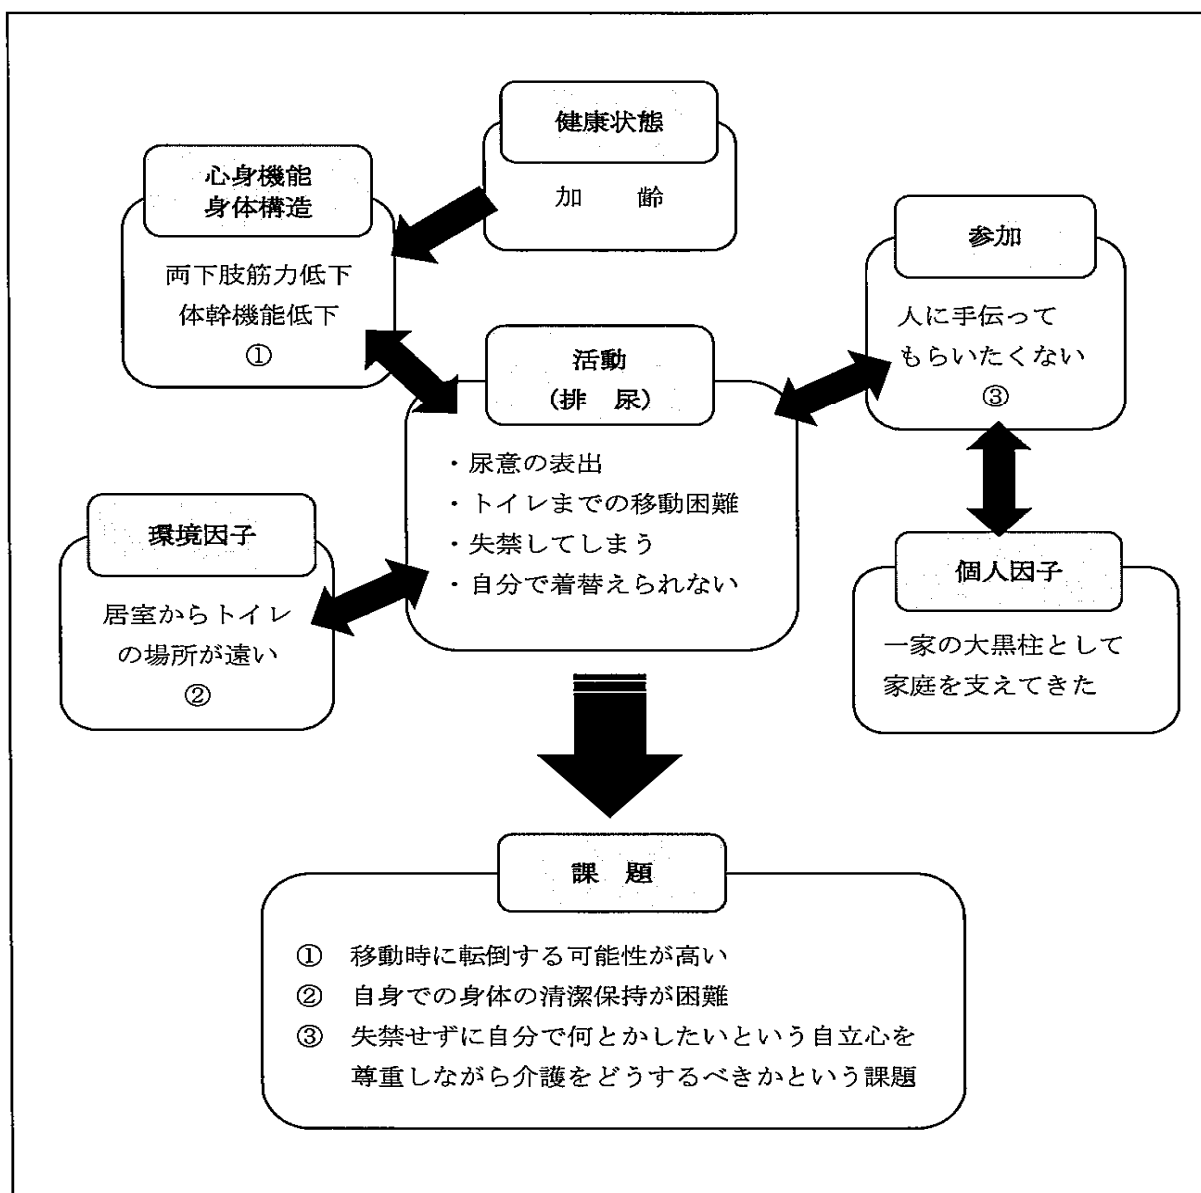 健康状態
加　齢
心身機能
身体構造
両下肢筋力低下
体幹機能低下
①
参加
人に手伝って
もらいたくない
③
活動
（排　尿）
・尿意の表出
・トイレまでの移動困難
・失禁してしまう
・自分で着替えられない
環境因子
居室からトイレ
の場所が遠い
②
個人因子
一家の大黒柱として
家庭を支えてきた
課　題
①　移動時に転倒する可能性が高い
②　自身での身体の清潔保持が困難
③　失禁せずに自分で何とかしたいという自立心を
尊重しながら介護をどうするべきかという課題